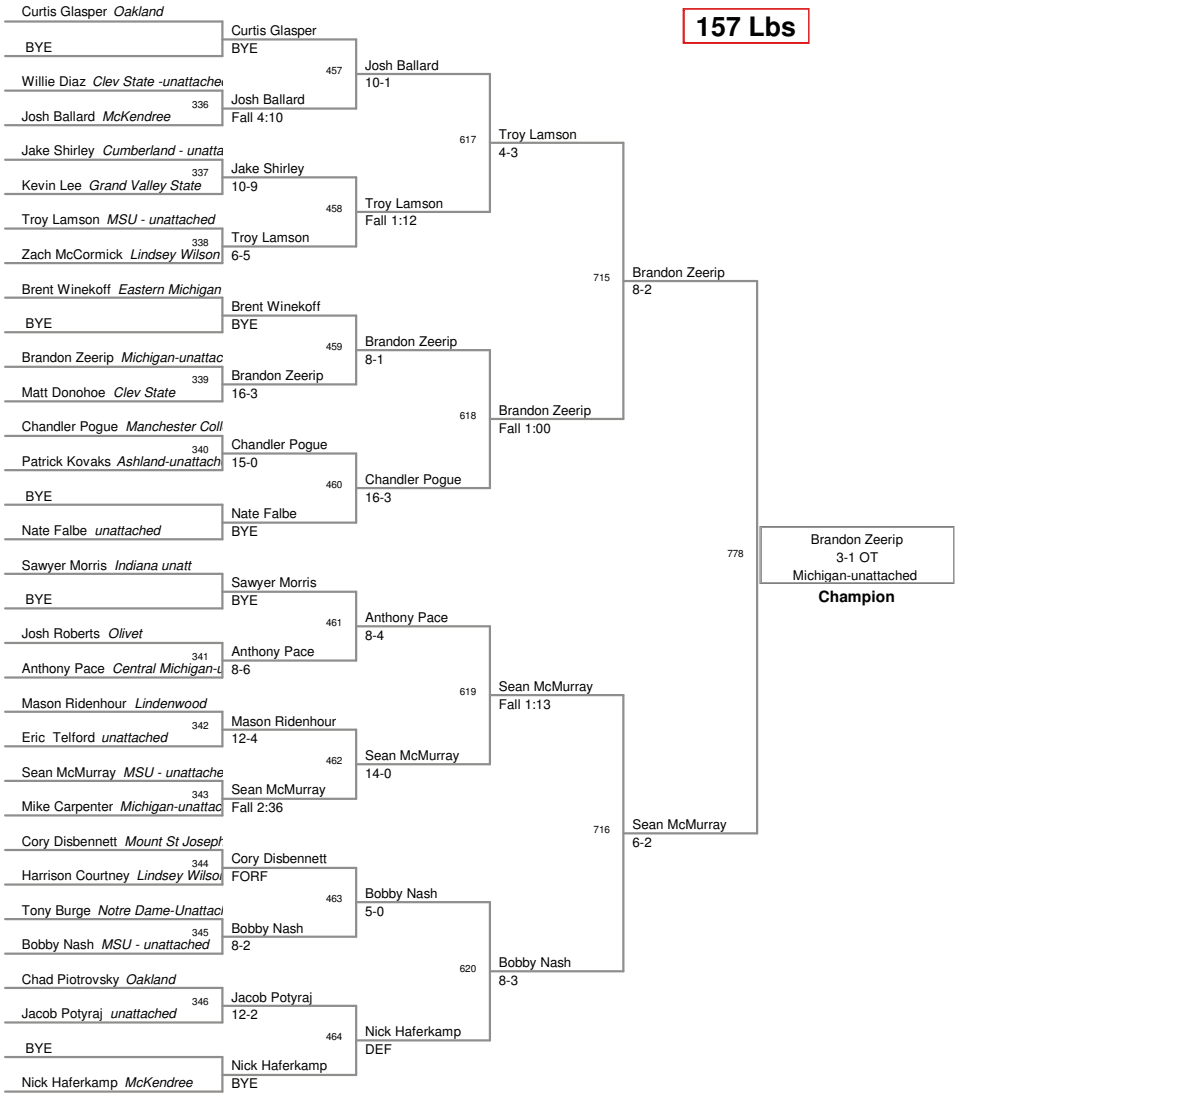 157 Lbs
Curtis Glasper Oakland
BYE
Willie Diaz Clev State -unattache
336
Josh Ballard McKendree
Jake Shirley Cumberland - unatta
337
Kevin Lee Grand Valley State
Troy Lamson MSU - unattached
338
Zach McCormick Lindsey Wilson
Brent Winekoff Eastern Michigan
BYE
Brandon Zeerip Michigan-unattac
339
Matt Donohoe Clev State
Chandler Pogue Manchester Coll
340
Patrick Kovaks Ashland-unattach
BYE
Nate Falbe unattached
Sawyer Morris Indiana unatt
BYE
Josh Roberts Olivet
341
Anthony Pace Central Michigan-u
Mason Ridenhour Lindenwood
342
Eric Telford unattached
Sean McMurray MSU - unattache
343
Mike Carpenter Michigan-unattac
Cory Disbennett Mount St Joseph
344
Harrison Courtney Lindsey Wilso
Tony Burge Notre Dame-Unattac
345
Bobby Nash MSU - unattached
Chad Piotrovsky Oakland
346
Jacob Potyraj unattached
BYE
Nick Haferkamp McKendree
Curtis Glasper
BYE
457
Josh Ballard
Fall 4:10
Jake Shirley
10-9
458
Troy Lamson
6-5
Brent Winekoff
BYE
459
Brandon Zeerip
16-3
Chandler Pogue
15-0
460
Nate Falbe
BYE
Sawyer Morris
BYE
461
Anthony Pace
8-6
Mason Ridenhour
12-4
462
Sean McMurray
Fall 2:36
Cory Disbennett
FORF
463
Bobby Nash
8-2
Jacob Potyraj
12-2
464
Nick Haferkamp
BYE
Josh Ballard
10-1
617
Troy Lamson
Fall 1:12
Brandon Zeerip
8-1
618
Chandler Pogue
16-3
Anthony Pace
8-4
619
Sean McMurray
14-0
Bobby Nash
5-0
620
Nick Haferkamp
DEF
Troy Lamson
4-3
715
Brandon Zeerip
Fall 1:00
Sean McMurray
Fall 1:13
716
Bobby Nash
8-3
Brandon Zeerip
8-2
778
Sean McMurray
6-2
Brandon Zeerip
3-1 OT
Michigan-unattached
Champion